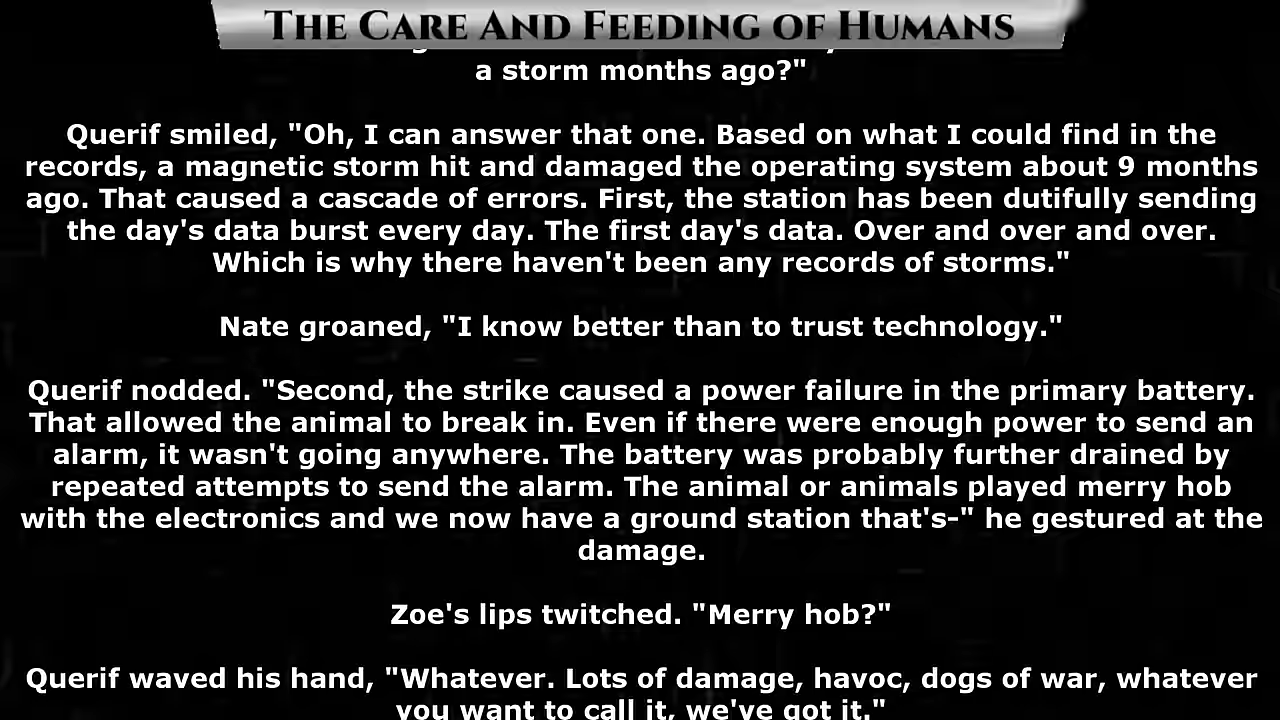 The Care And Feeding of Humans
a storm months ago?"
Querif smiled, "Oh, I can answer that one. Based on what I could find in the
records, a magnetic storm hit and damaged the operating system about 9 months
ago. That caused a cascade of errors. First, the station has been dutifully sending
the day's data burst every day. The first day's data. Over and over and over.
Which is why there haven't been any records of storms."
Nate groaned, "I know better than to trust technology."
Querif nodded. "Second, the strike caused a power failure in the primary battery.
That allowed the animal to break in. Even if there were enough power to send an
alarm, it wasn't going anywhere. The battery was probably further drained by
repeated attempts to send the alarm. The animal or animals played merry hob
with the electronics and we now have a ground station that's-" he gestured at the
damage.
Zoe's lips twitched. "Merry hob?"
Querif waved his hand, "Whatever. Lots of damage, havoc, dogs of war, whatever
you want to call it, we've got it."